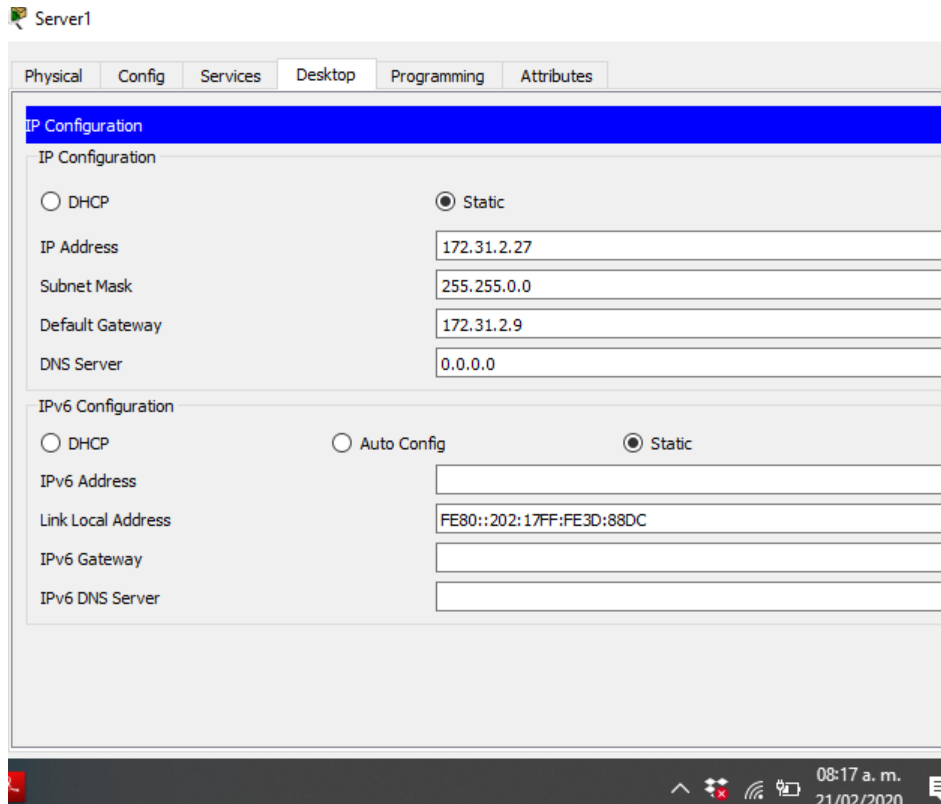 Server1
Physical Config Services Desktop Programming Attributes
IP Configuration
IP Configuration
DHCP Static
IP Address 172.31.2.27
Subnet Mask 255.255.0.0
Default Gateway 172.31.2.9
DNS Server 0.0.0.0
IPv6 Configuration
DHCP Auto Config Static
IPv6 Address
Link Local Address FE80::202:17FF:FE3D:88DC
IPv6 Gateway
IPv6 DNS Server
08:17 a. m.
21/02/2020